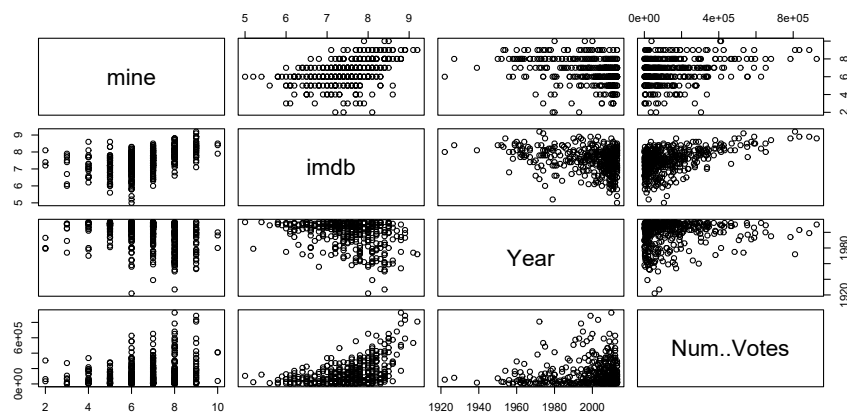 5 6 7 8 9
0e+00 4e+05 8e+05
mine
2 4 6 8
5 6 7 8 9
imdb
Year
1920 1980
0e+00 6e+05
Num..Votes
2 4 6 8 10
1920 1940 1960 1980 2000